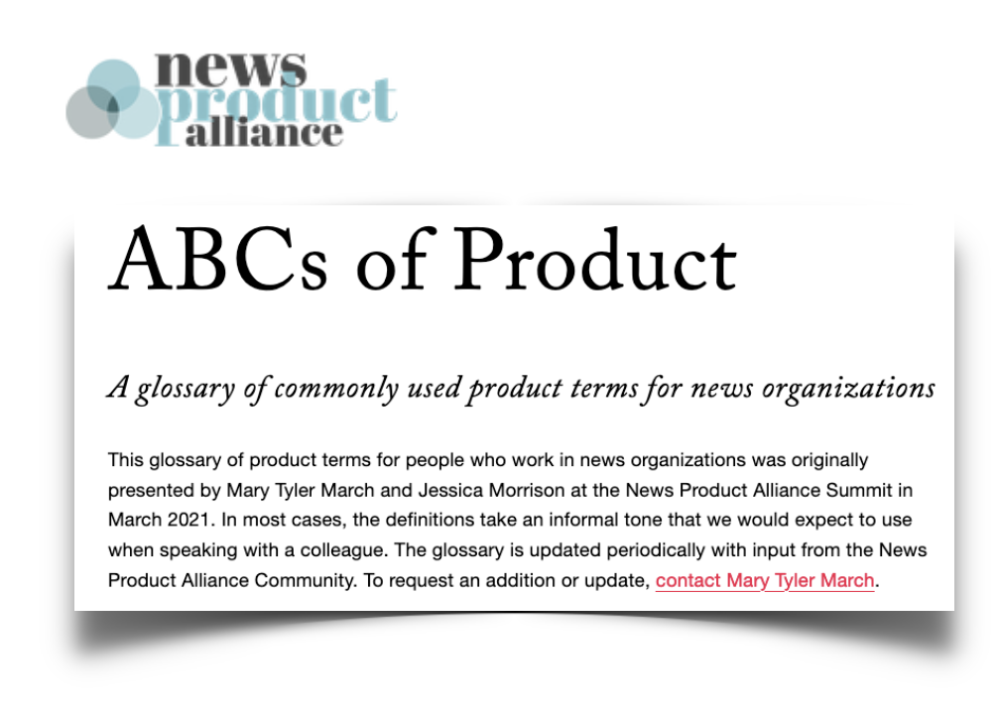 news
product
alliance
ABCs of Product
A glossary of commonly used product terms for news organizations
This glossary of product terms for people who work in news organizations was originally
presented by Mary Tyler March and Jessica Morrison at the News Product Alliance Summit in
March 2021. In most cases, the definitions take an informal tone that we would expect to use
when speaking with a colleague. The glossary is updated periodically with input from the News
Product Alliance Community. To request an addition or update, contact Mary Tyler March.